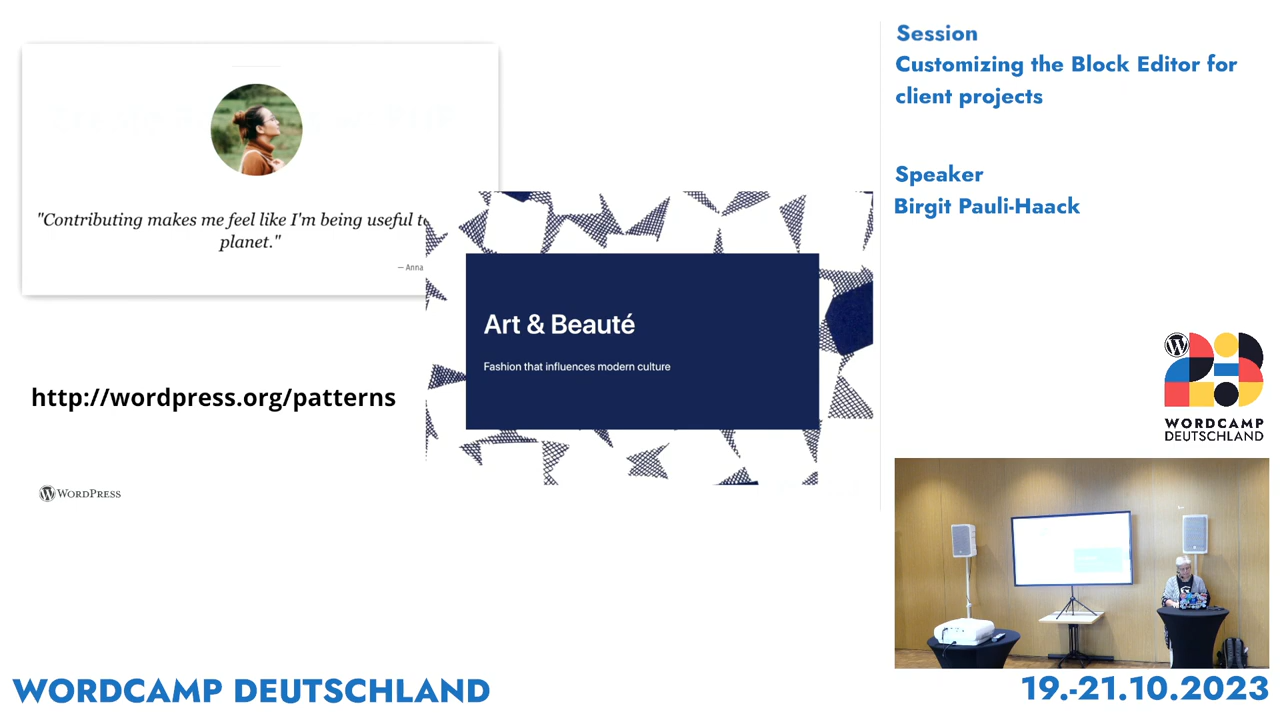 "Contributing makes me feel like I'm being useful to
planet."
— Anna
Art & Beauté
Fashion that influences modern culture
http://wordpress.org/patterns
WORDPRESS
Session
Customizing the Block Editor for
client projects
Speaker
Birgit Pauli-Haack
WORDCAMP
DEUTSCHLAND
WORDCAMP DEUTSCHLAND
19.-21.10.2023